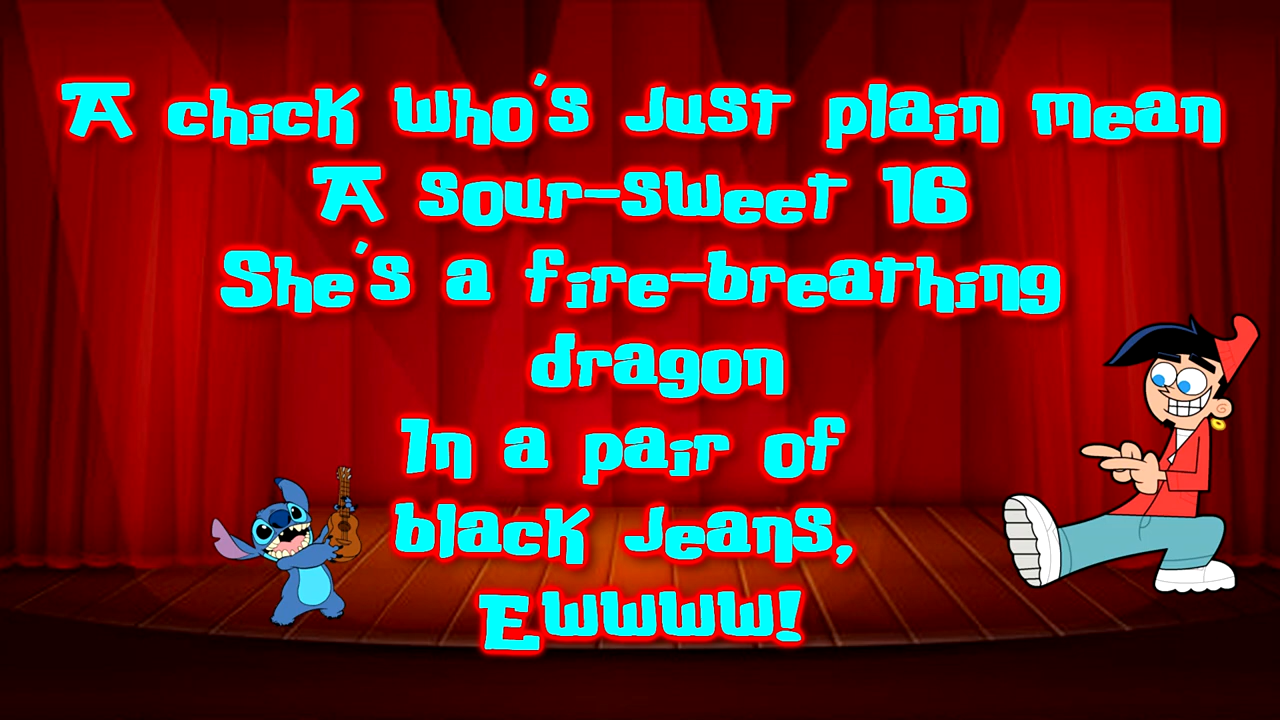 A chick who's just plain mean
A sour-sweet 16
She's a fire-breathing
dragon
In a pair of
black jeans,
Ewwww!